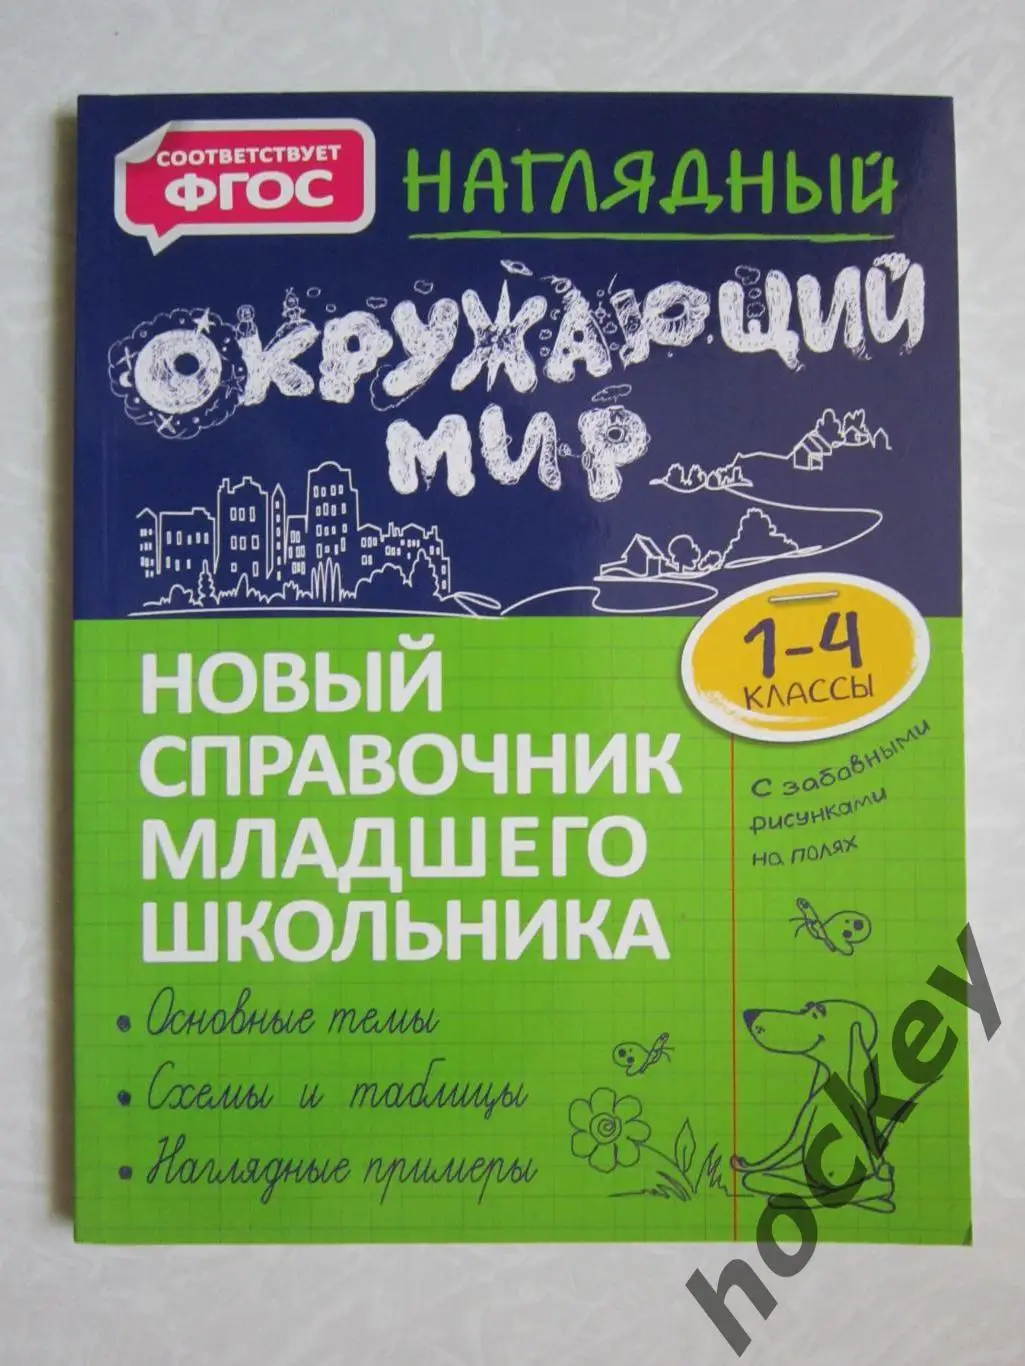 СООТВЕТСТВУЕТ
ФГОС
НАГЛЯДНЫЙ
ОКРУЖАЮЩИЙ
МИР
1-4
КЛАССЫ
НОВЫЙ
СПРАВОЧНИК
МЛАДШЕГО
ШКОЛЬНИКА
С забавными
рисунками
на полях
• Основные темы
• Схемы и таблицы
• Наглядные примеры
hockey